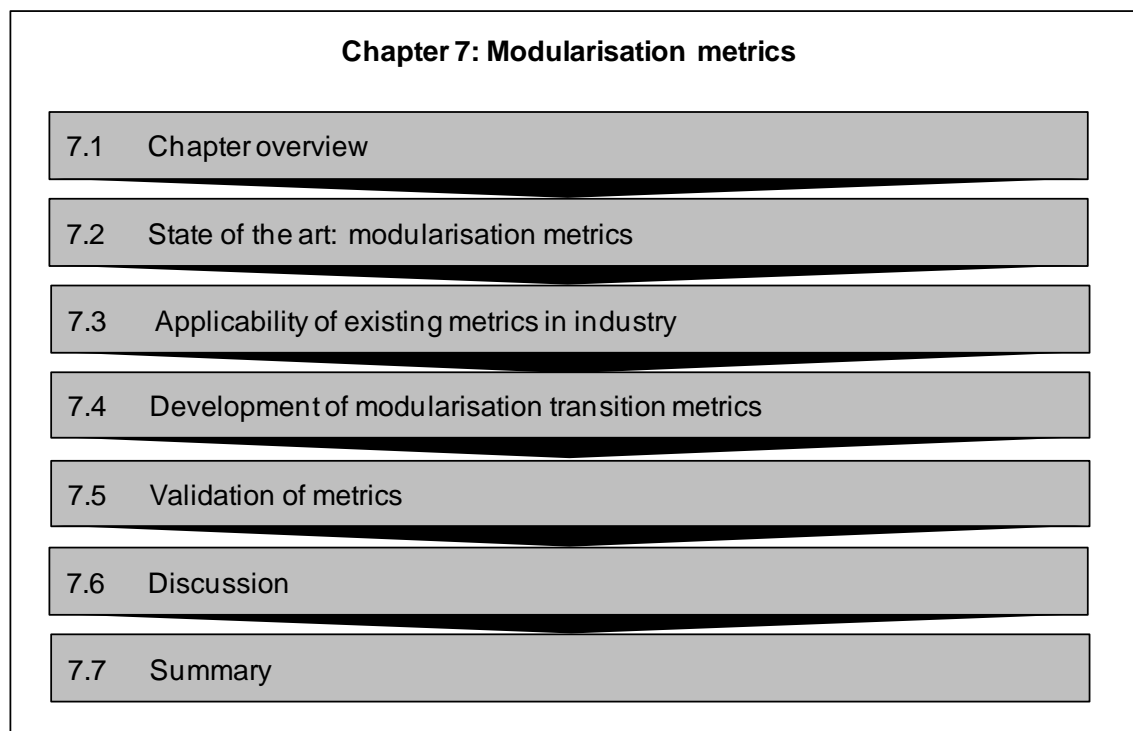 Chapter 7: Modularisation metrics
7.1 Chapter overview
7.2 State of the art: modularisation metrics
7.3 Applicability of existing metrics in industry
7.4 Development of modularisation transition metrics
7.5 Validation of metrics
7.6 Discussion
7.7 Summary